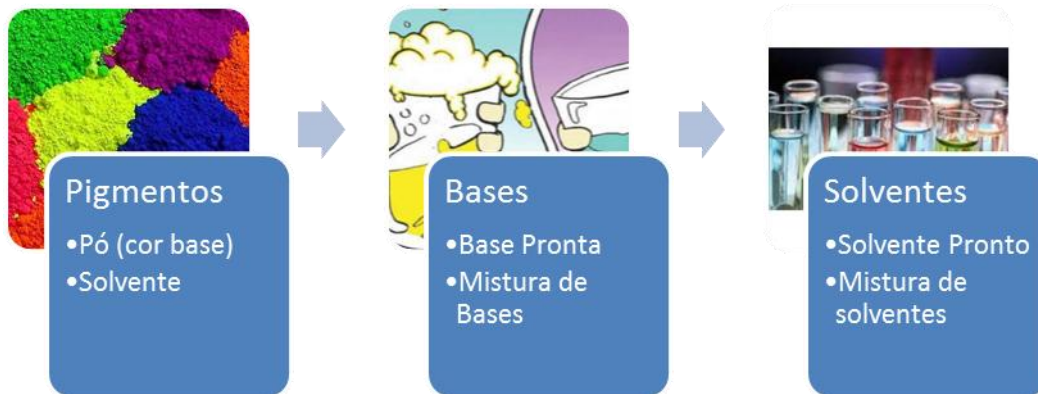 Pigmentos
•Pó (cor base)
•Solvente
Bases
•Base Pronta
•Mistura de
Bases
Solventes
•Solvente Pronto
•Mistura de
solventes